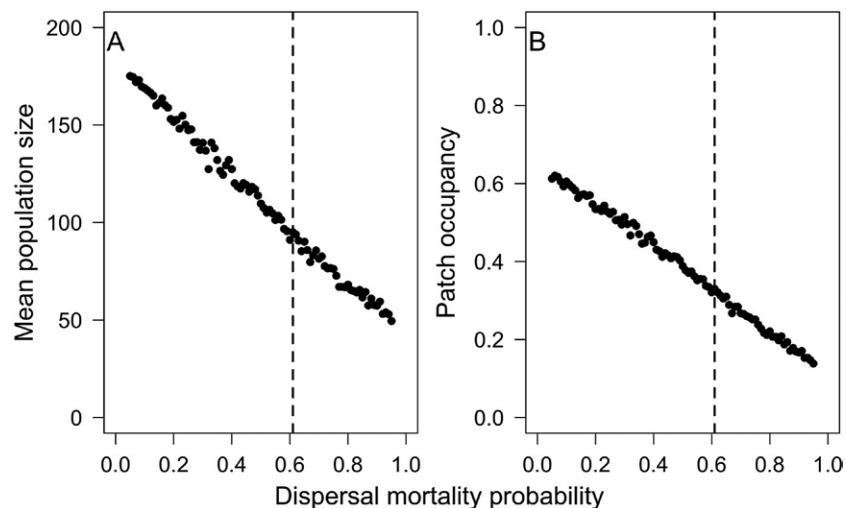 A
Mean population size
200
150
100
50
0
0.0 0.2 0.4 0.6 0.8 1.0
B
Patch occupancy
1.0
0.8
0.6
0.4
0.2
0.0
0.0 0.2 0.4 0.6 0.8 1.0
Dispersal mortality probability